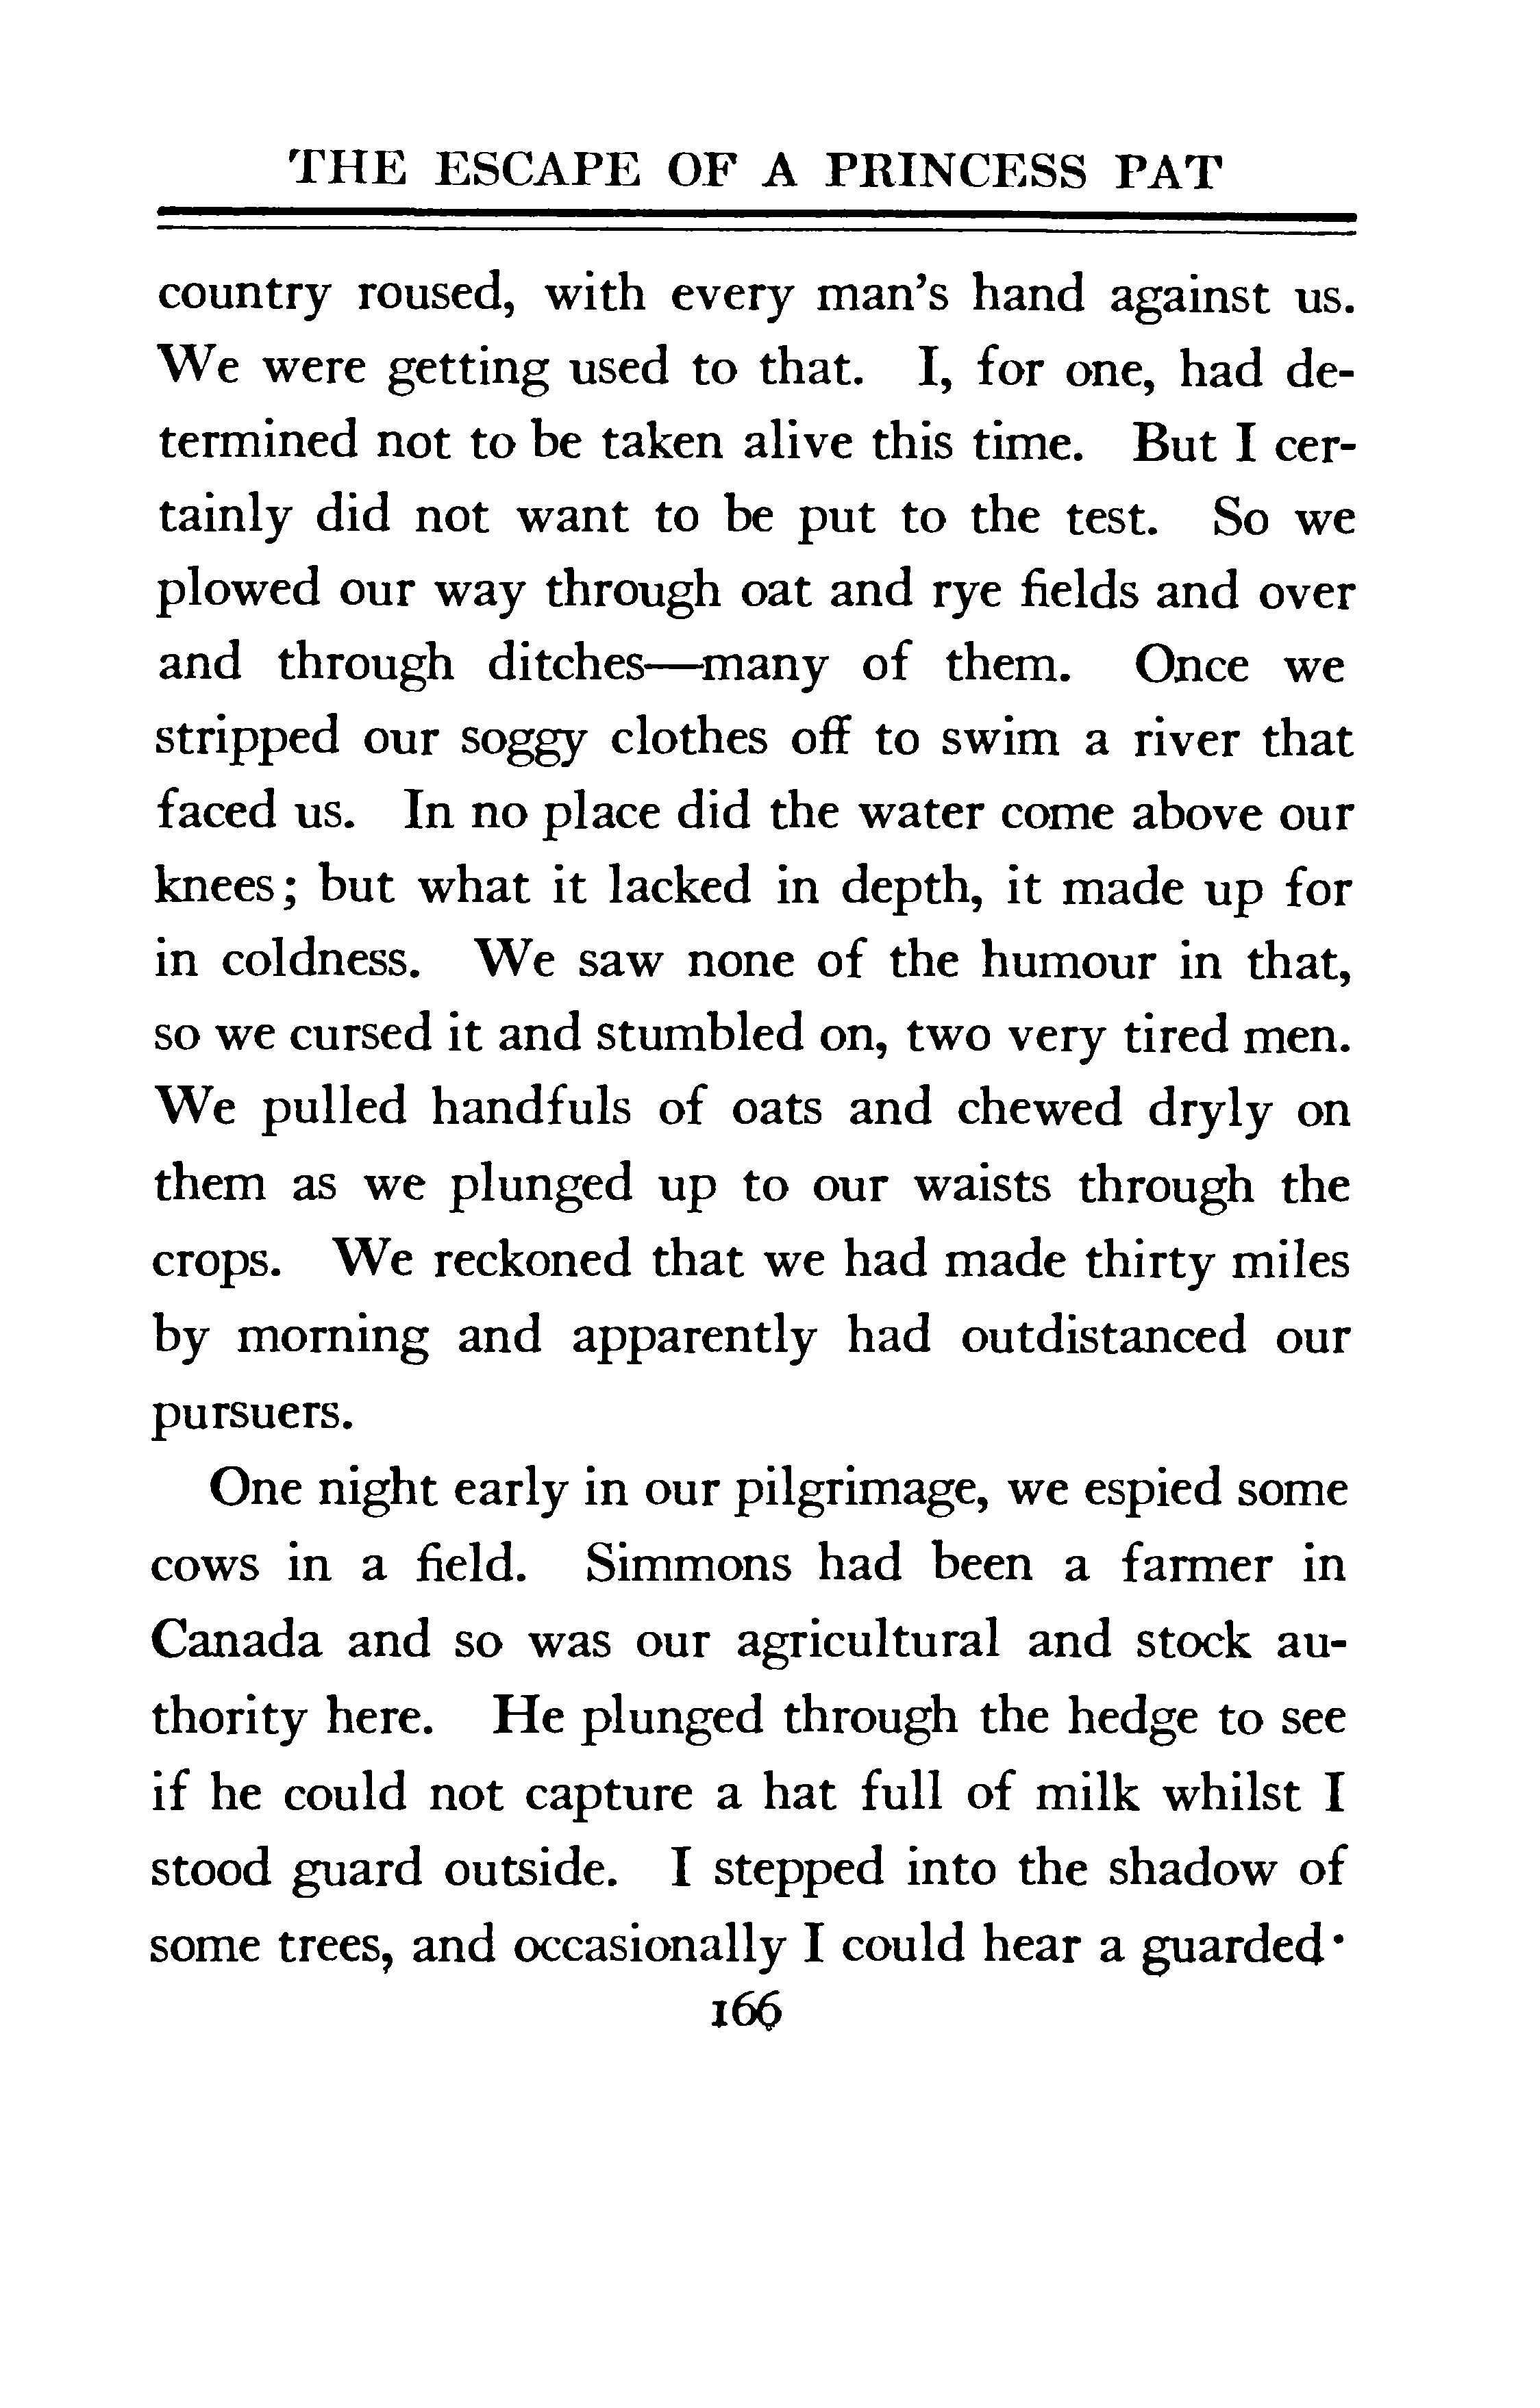 THE ESCAPE OF A PRINCESS PAT
country roused, with every man's hand against us.
We were getting used to that. I, for one, had de-
termined not to be taken alive this time. But I cer-
tainly did not want to be put to the test. So we
plowed our way through oat and rye fields and over
and through ditches—many of them. Once we
stripped our soggy clothes off to swim a river that
faced us. In no place did the water come above our
knees; but what it lacked in depth, it made up for
in coldness. We saw none of the humour in that,
so we cursed it and stumbled on, two very tired men.
We pulled handfuls of oats and chewed dryly on
them as we plunged up to our waists through the
crops. We reckoned that we had made thirty miles
by morning and apparently had outdistanced our
pursuers.
One night early in our pilgrimage, we espied some
cows in a field. Simmons had been a farmer in
Canada and so was our agricultural and stock au-
thority here. He plunged through the hedge to see
if he could not capture a hat full of milk whilst I
stood guard outside. I stepped into the shadow of
some trees, and occasionally I could hear a guarded
166